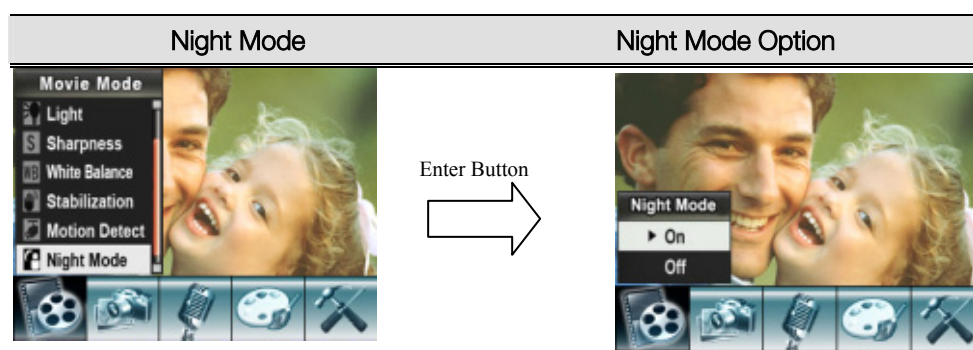 Night Mode
Night Mode Option
Movie Mode
Light
S Sharpness
WB White Balance
Stabilization
Motion Detect
Night Mode
Enter Button
Night Mode
On
Off